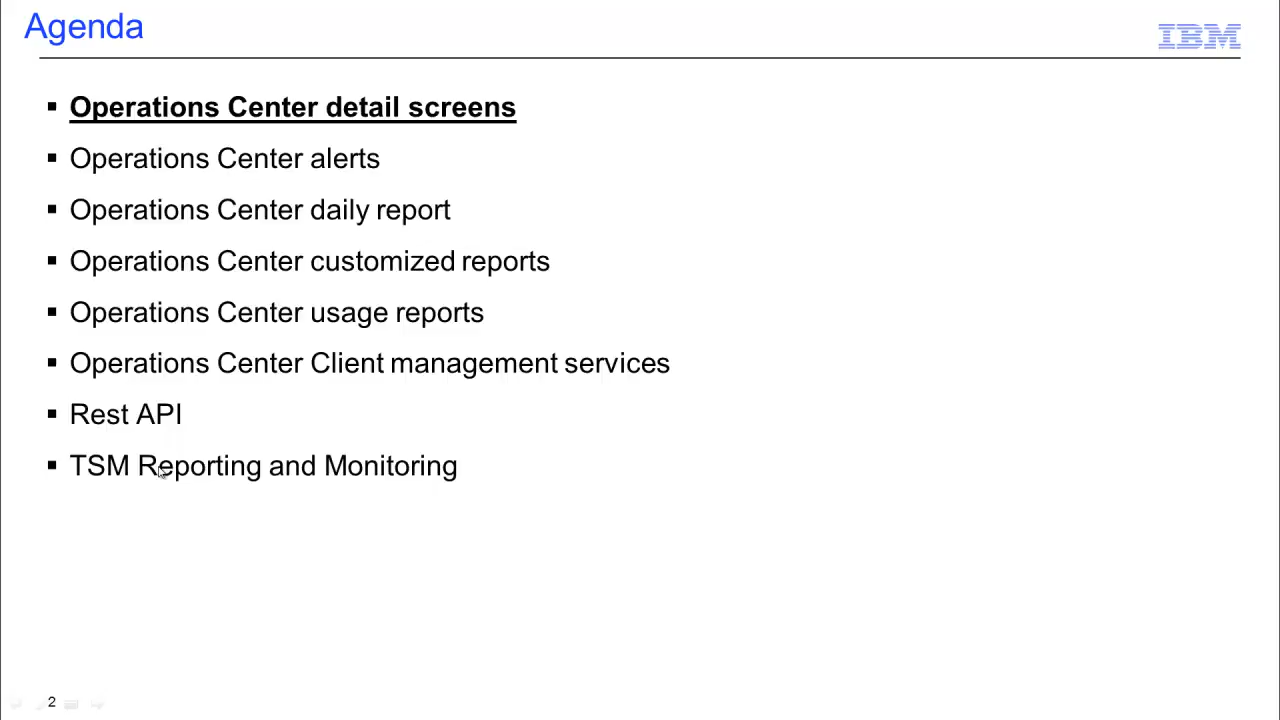 Agenda
IBM
▪ Operations Center detail screens
▪ Operations Center alerts
▪ Operations Center daily report
▪ Operations Center customized reports
▪ Operations Center usage reports
▪ Operations Center Client management services
▪ Rest API
▪ TSM Reporting and Monitoring
2